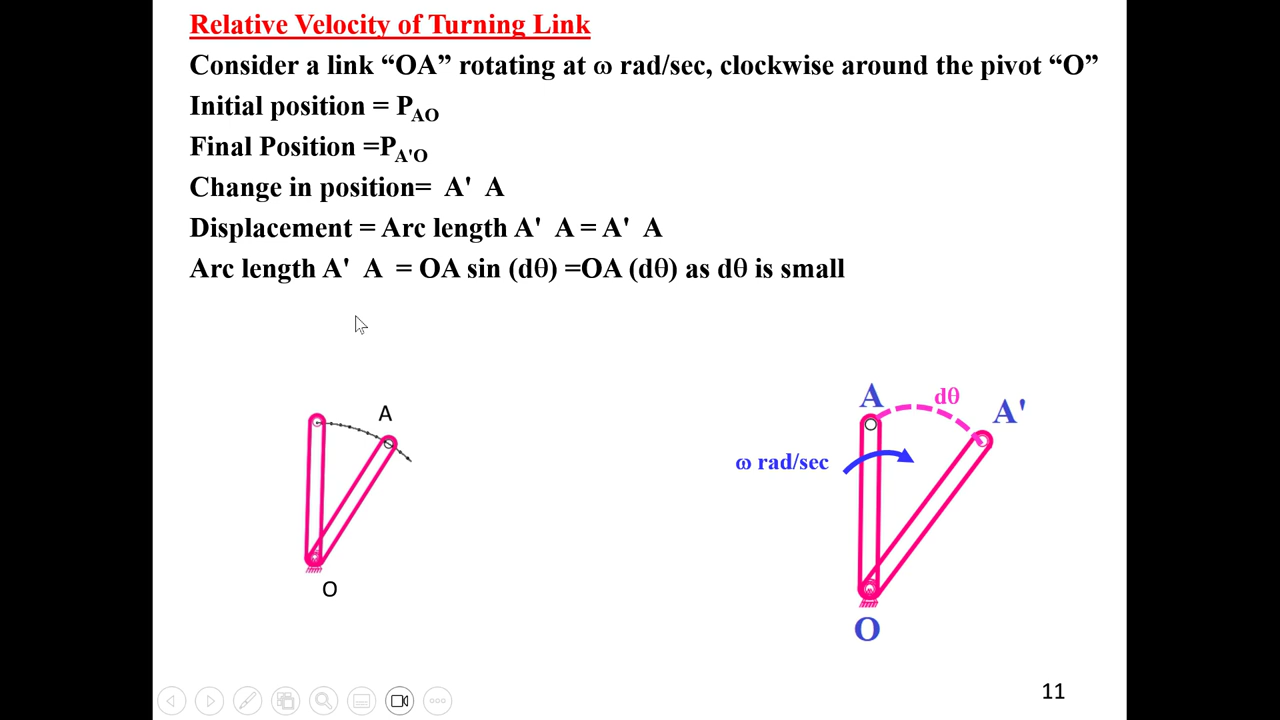 Relative Velocity of Turning Link
Consider a link “OA” rotating at ω rad/sec, clockwise around the pivot “O”
Initial position = PAO
Final Position =PA'O
Change in position= A' A
Displacement = Arc length A' A = A' A
Arc length A' A = OA sin (dθ) =OA (dθ) as dθ is small
A
O
A
dθ
A'
ω rad/sec
O
11